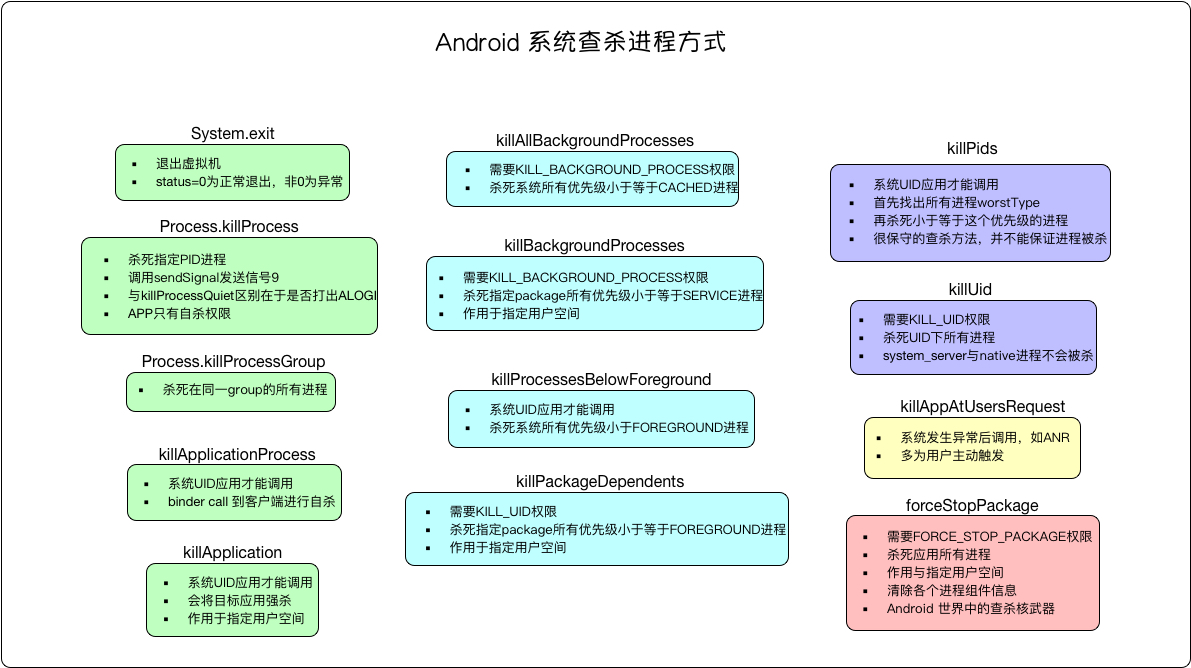 Android 系统查杀进程方式
System.exit
▪ 退出虚拟机
▪ status=0为正常退出，非0为异常
Process.killProcess
▪ 杀死指定PID进程
▪ 调用sendSignal发送信号9
▪ 与killProcessQuiet区别在于是否打出ALOGI
▪ APP只有自杀权限
Process.killProcessGroup
▪ 杀死在同一group的所有进程
killApplicationProcess
▪ 系统UID应用才能调用
▪ binder call 到客户端进行自杀
killApplication
▪ 系统UID应用才能调用
▪ 会将目标应用强杀
▪ 作用于指定用户空间
killAllBackgroundProcesses
▪ 需要KILL_BACKGROUND_PROCESS权限
▪ 杀死系统所有优先级小于等于CACHED进程
killBackgroundProcesses
▪ 需要KILL_BACKGROUND_PROCESS权限
▪ 杀死指定package所有优先级小于等于SERVICE进程
▪ 作用于指定用户空间
killProcessesBelowForeground
▪ 系统UID应用才能调用
▪ 杀死系统所有优先级小于FOREGROUND进程
killPackageDependents
▪ 需要KILL_UID权限
▪ 杀死指定package所有优先级小于等于FOREGROUND进程
▪ 作用于指定用户空间
killPids
▪ 系统UID应用才能调用
▪ 首先找出所有进程worstType
▪ 再杀死小于等于这个优先级的进程
▪ 很保守的查杀方法，并不能保证进程被杀
killUid
▪ 需要KILL_UID权限
▪ 杀死UID下所有进程
▪ system_server与native进程不会被杀
killAppAtUsersRequest
▪ 系统发生异常后调用，如ANR
▪ 多为用户主动触发
forceStopPackage
▪ 需要FORCE_STOP_PACKAGE权限
▪ 杀死应用所有进程
▪ 作用与指定用户空间
▪ 清除各个进程组件信息
▪ Android 世界中的查杀核武器